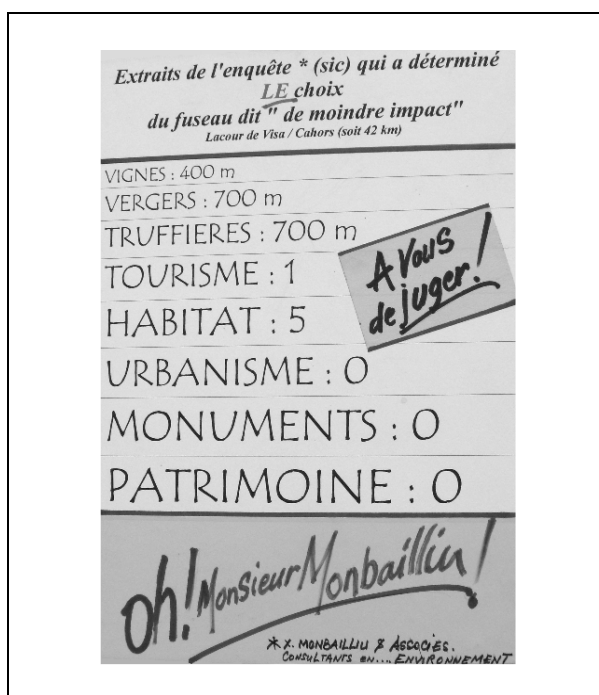 Extraits de l'enquête * (sic) qui a déterminé
LE choix
du fuseau dit " de moindre impact"
Lacour de Visa / Cahors (soit 42 km)
VIGNES : 400 m
VERGERS : 700 m
TRUFFIERES : 700 m
TOURISME : 1
HABITAT : 5
URBANISME : 0
MONUMENTS : 0
PATRIMOINE : 0
A Vous
de juger !
oh! Monsieur Monbailliu !
* X. MONBAILLIU & ASSOCIES.
CONSULTANTS en.... ENVIRONNEMENT